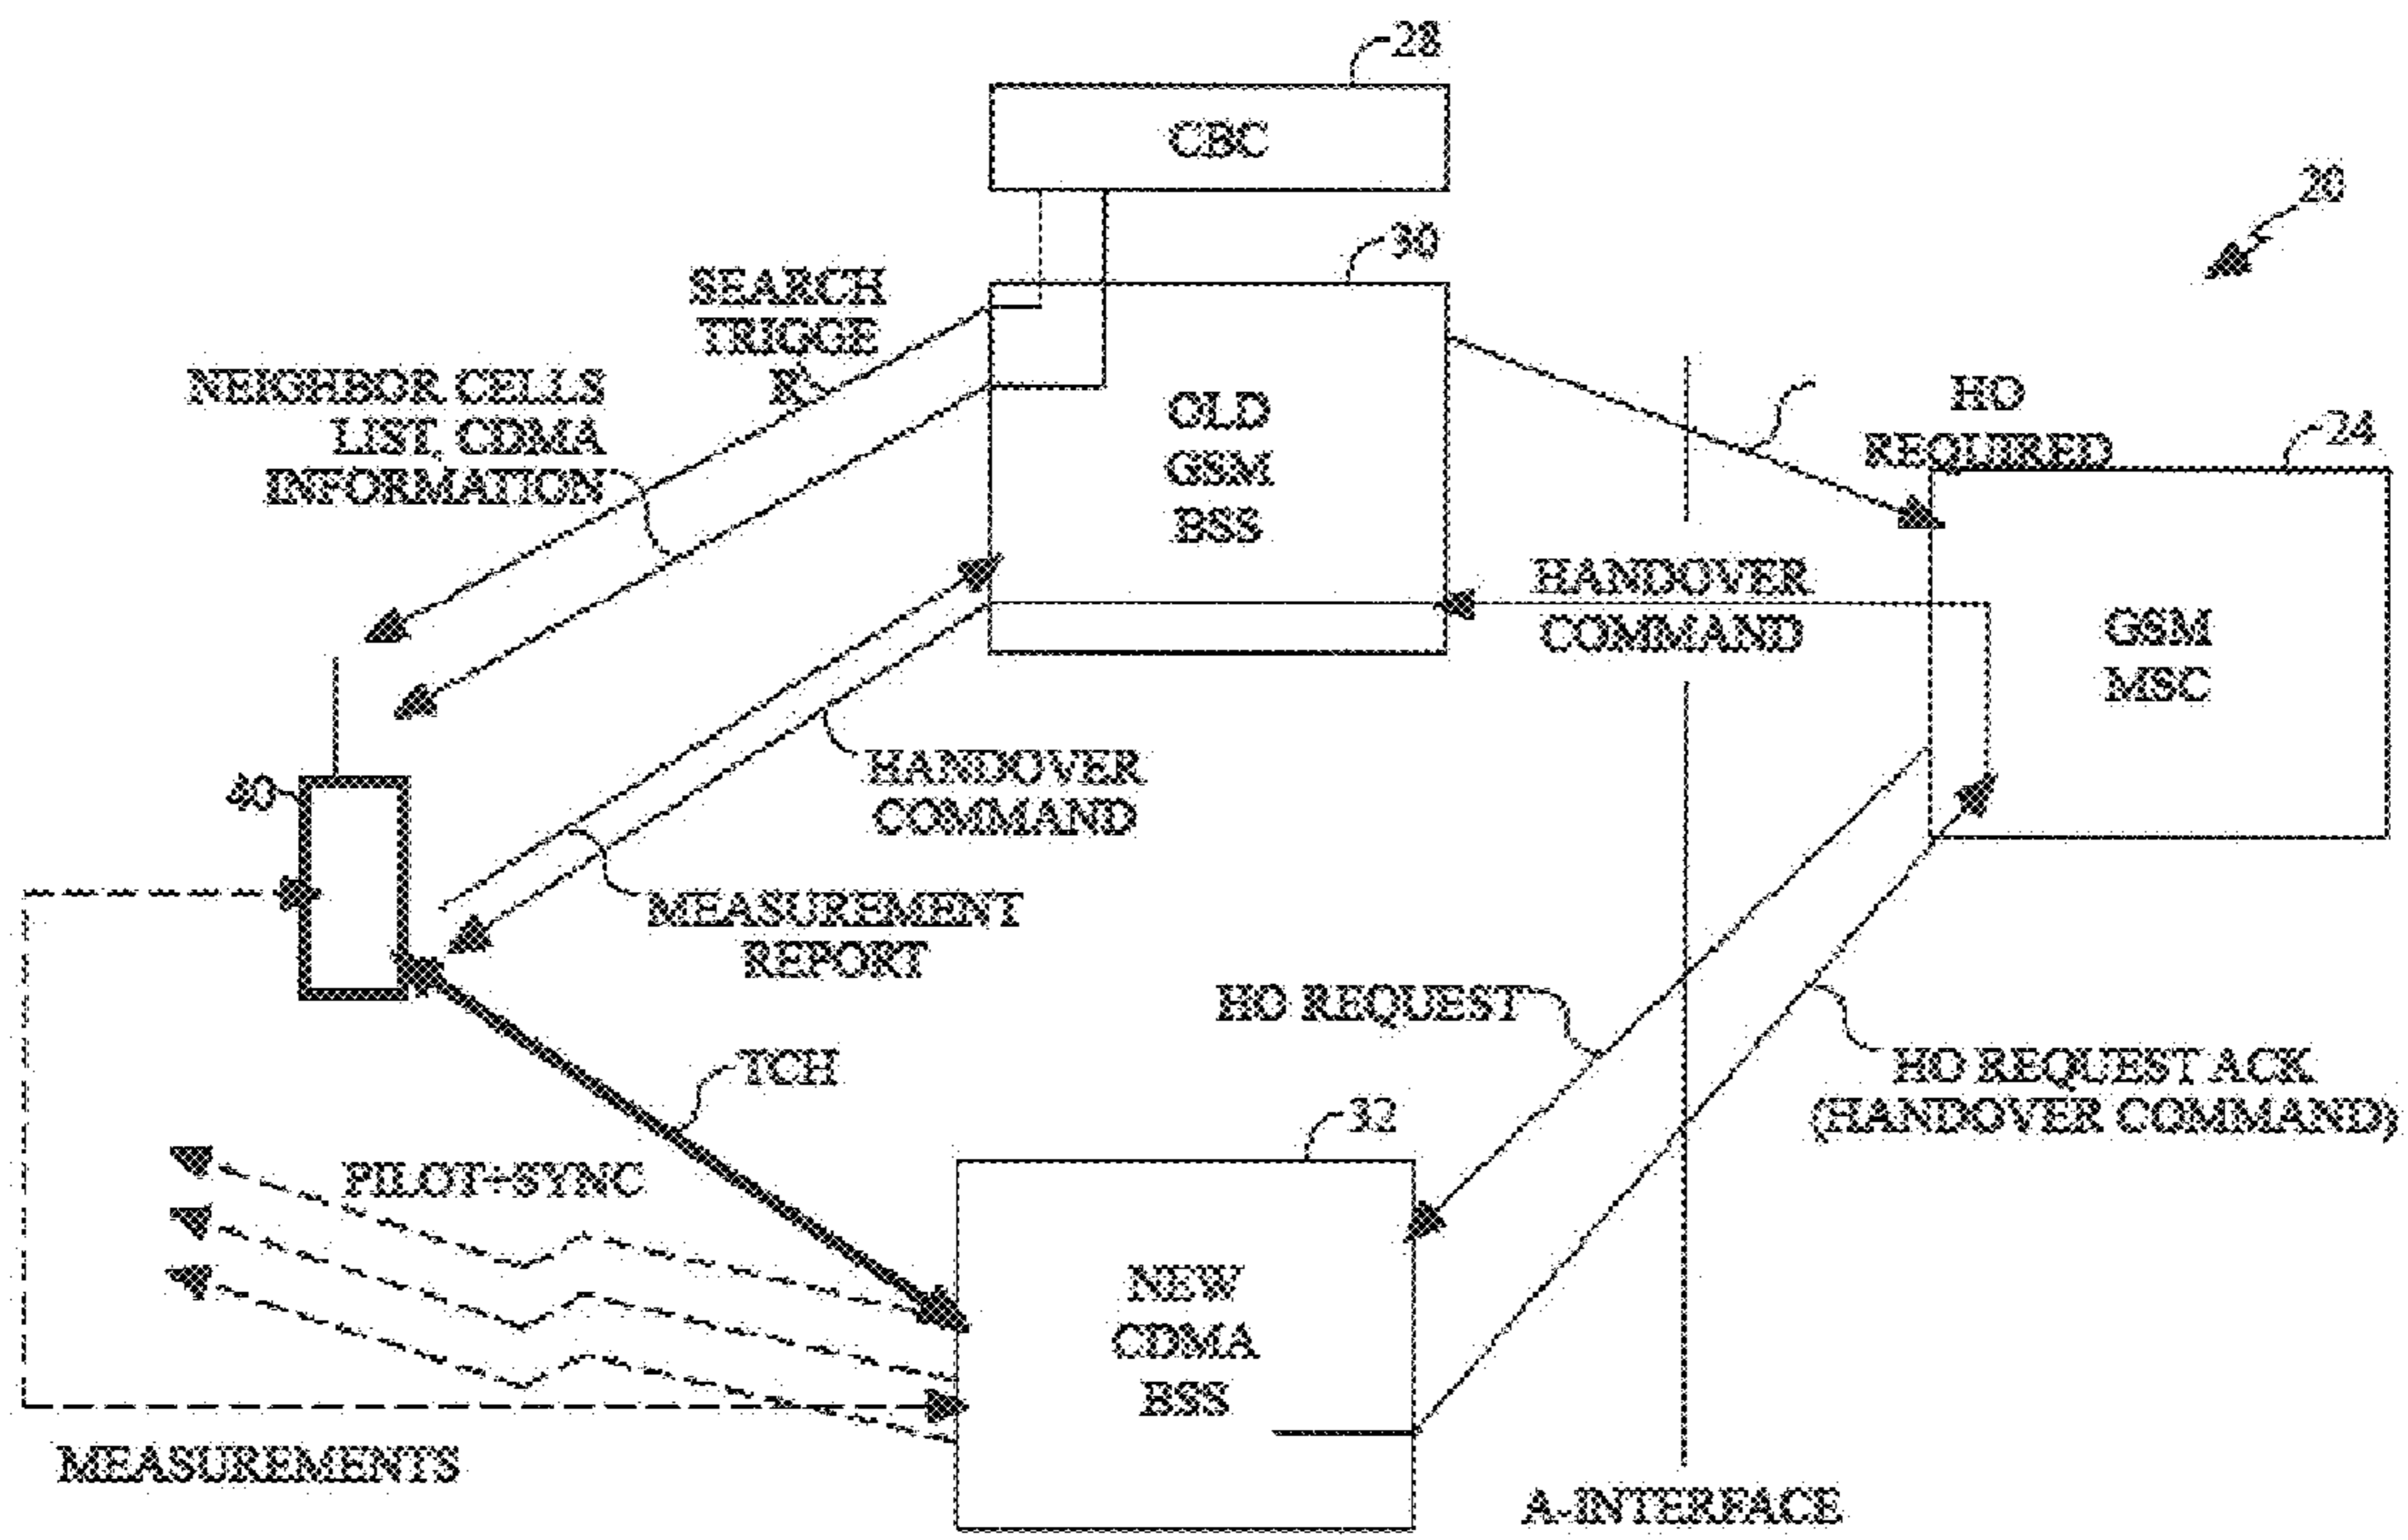 28
CBC
20
30
SEARCH
TRIGGE
R
NEIGHBOR CELLS
LIST, CDMA
INFORMATION
OLD
GSM
BSS
HO
REQUIRED
24
HANDOVER
COMMAND
GSM
MSC
40
HANDOVER
COMMAND
MEASUREMENT
REPORT
HO REQUEST
TCH
HO REQUEST ACK
(HANDOVER COMMAND)
32
PILOT+SYNC
NEW
CDMA
BSS
MEASUREMENTS
A-INTERFACE